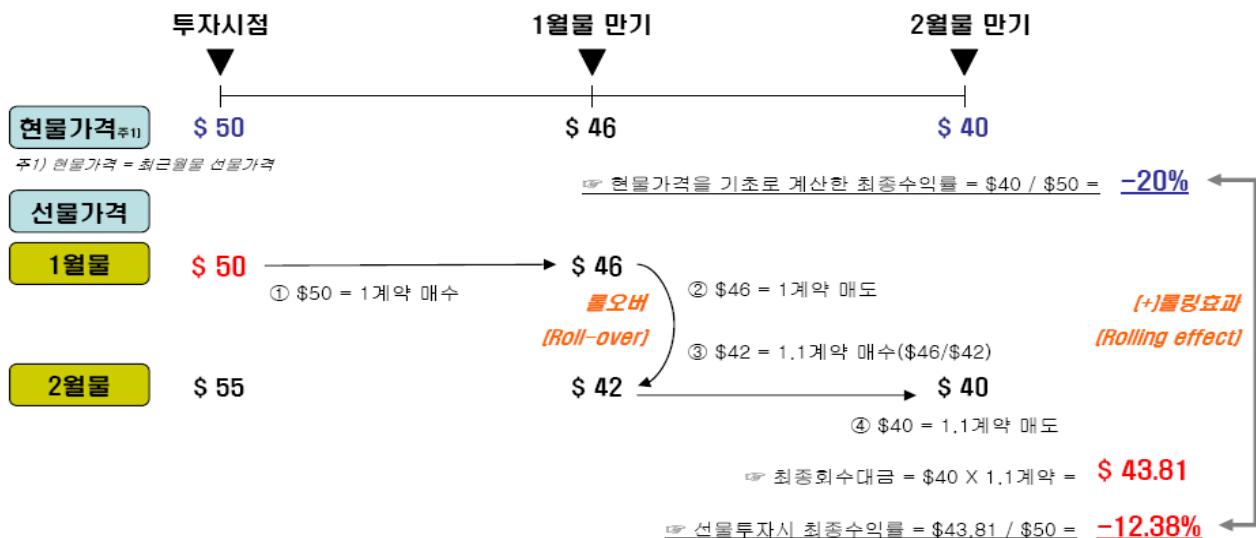 투자시점 1월물 만기 2월물 만기
현물가격주1) $ 50 $ 46 $ 40
주1) 현물가격 = 최근월물 선물가격
☞ 현물가격을 기초로 계산한 최종수익률 = $40 / $50 = -20%
선물가격
1월물 $ 50 $ 46
① $50 = 1계약 매수
② $46 = 1계약 매도
롤오버
(Roll-over)
(+)롤링효과
(Rolling effect)
③ $42 = 1.1계약 매수($46/$42)
2월물 $ 55 $ 42 $ 40
④ $40 = 1.1계약 매도
☞ 최종회수대금 = $40 X 1.1계약 = $ 43.81
☞ 선물투자시 최종수익률 = $43.81 / $50 = -12.38%